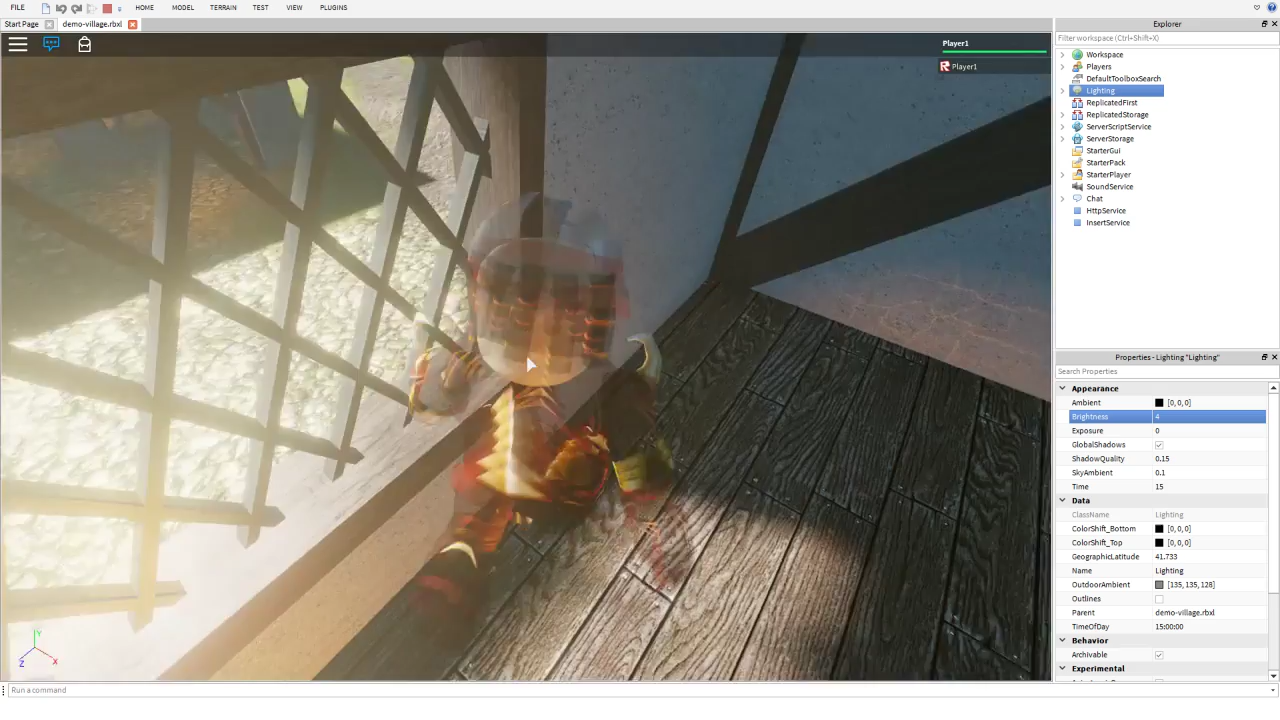 FILE HOME MODEL TERRAIN TEST VIEW PLUGINS
Start Page demo-village.rbxl
Player1
Player1
Explorer
Filter workspace (Ctrl+Shift+X)
Workspace
Players
DefaultToolboxSearch
Lighting
ReplicatedFirst
ReplicatedStorage
ServerScriptService
ServerStorage
StarterGui
StarterPack
StarterPlayer
SoundService
Chat
HttpService
InsertService
Properties - Lighting "Lighting"
Search Properties
Appearance
Ambient [0, 0, 0]
Brightness 4
Exposure 0
GlobalShadows
ShadowQuality 0.15
SkyAmbient 0.1
Time 15
Data
ClassName Lighting
ColorShift_Bottom [0, 0, 0]
ColorShift_Top [0, 0, 0]
GeographicLatitude 41.733
Name Lighting
OutdoorAmbient [135, 135, 128]
Outlines
Parent demo-village.rbxl
TimeOfDay 15:00:00
Behavior
Archivable
Experimental
Y
Z X
Run a command